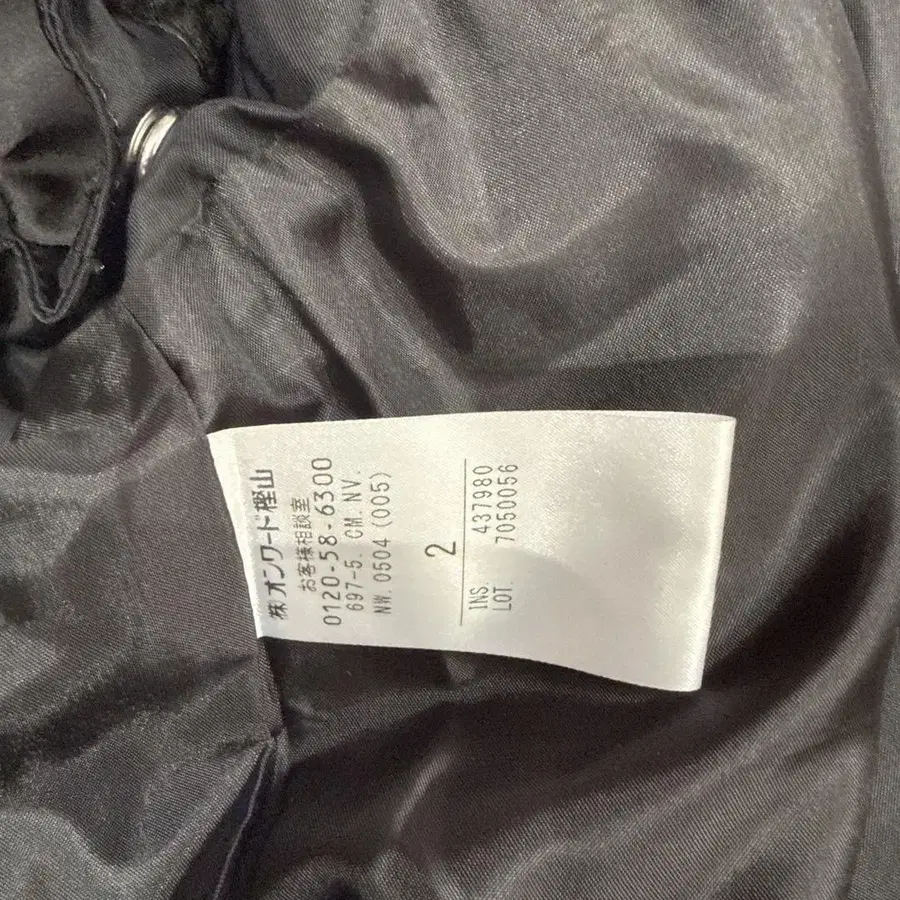 ㈱オンワード樫山
お客様相談室
0120-58-6300
697-5. CM. NV.
NW. 0504 (005)
2
INS. 437980
LOT. 7050056